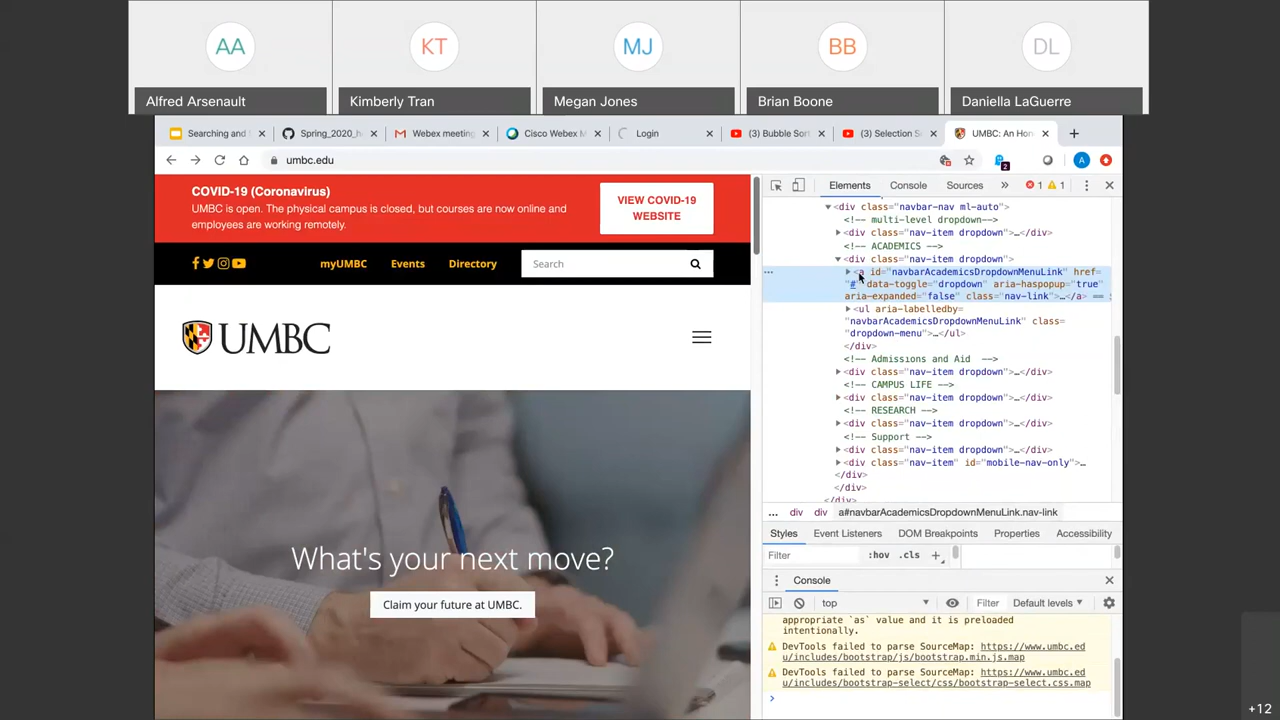 AA
KT
MJ
BB
DL
Alfred Arsenault
Kimberly Tran
Megan Jones
Brian Boone
Daniella LaGuerre
Searching and
Spring_2020_h
Webex meeting
Cisco Webex M
Login
(3) Bubble Sort
(3) Selection S
UMBC: An Hon
umbc.edu
2
A
COVID-19 (Coronavirus)
UMBC is open. The physical campus is closed, but courses are now online and
employees are working remotely.
VIEW COVID-19
WEBSITE
myUMBC
Events
Directory
Search
UMBC
What's your next move?
Claim your future at UMBC.
Elements
Console
Sources
»
1
1
<div class="navbar-nav ml-auto">
<!-- multi-level dropdown-->
<div class="nav-item dropdown">…</div>
<!-- ACADEMICS -->
<div class="nav-item dropdown">
<a id="navbarAcademicsDropdownMenuLink" href=
"#" data-toggle="dropdown" aria-haspopup="true"
aria-expanded="false" class="nav-link">…</a> ==
<ul aria-labelledby=
"navbarAcademicsDropdownMenuLink" class=
"dropdown-menu">…</ul>
</div>
<!-- Admissions and Aid -->
<div class="nav-item dropdown">…</div>
<!-- CAMPUS LIFE -->
<div class="nav-item dropdown">…</div>
<!-- RESEARCH -->
<div class="nav-item dropdown">…</div>
<!-- Support -->
<div class="nav-item dropdown">…</div>
<div class="nav-item" id="mobile-nav-only">…
</div>
</div>
</div>
... div div a#navbarAcademicsDropdownMenuLink.nav-link
Styles
Event Listeners
DOM Breakpoints
Properties
Accessibility
Filter
:hov .cls +
Console
top
Filter
Default levels
appropriate `as` value and it is preloaded
intentionally.
DevTools failed to parse SourceMap: https://www.umbc.ed
u/includes/bootstrap/js/bootstrap.min.js.map
DevTools failed to parse SourceMap: https://www.umbc.ed
u/includes/bootstrap-select/css/bootstrap-select.css.map
+12